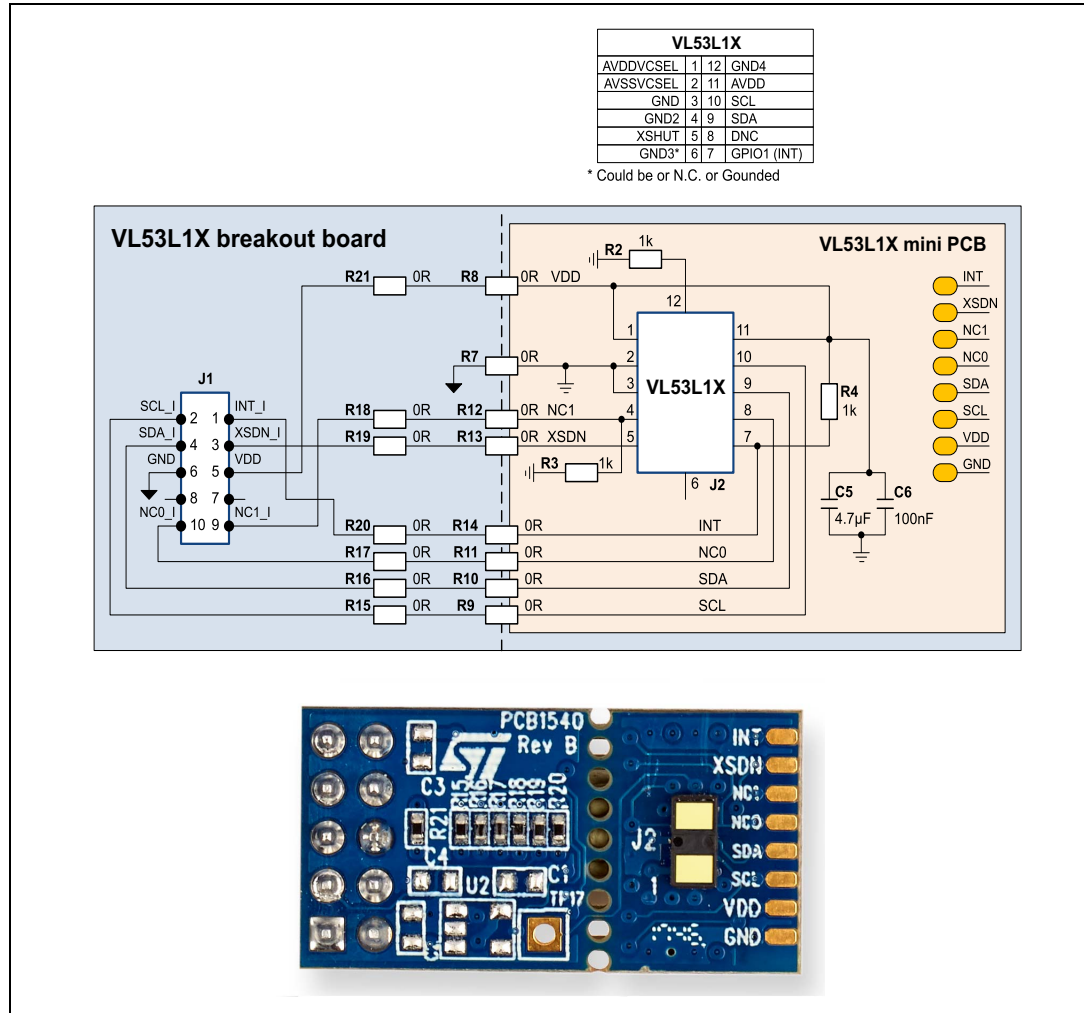 VL53L1X
AVDDVCSEL 1 12 GND4
AVSSVCSEL 2 11 AVDD
GND 3 10 SCL
GND2 4 9 SDA
XSHUT 5 8 DNC
GND3* 6 7 GPIO1 (INT)
* Could be or N.C. or Gounded
VL53L1X breakout board
VL53L1X mini PCB
R2 1k
R21 0R R8 0R VDD
INT
XSDN
NC1
NC0
SDA
SCL
VDD
GND
12
1 11
R7 0R 2 10
3 9
VL53L1X
R4
1k
J1
R18 0R R12 0R NC1 4 8
R19 0R R13 0R XSDN 5 7
R3 1k
6 J2
SCL_I 2 1 INT_I
SDA_I 4 3 XSDN_I
GND 6 5 VDD
8 7
NC0_I 10 9 NC1_I
C5 C6
4.7µF 100nF
R20 0R R14 0R INT
R17 0R R11 0R NC0
R16 0R R10 0R SDA
R15 0R R9 0R SCL
PCB1540
Rev B
ST
C3
R15 R16 R17 R18 R19 R20
R21
C4
U2
C1
TP17
J2
1
INT
XSDN
NC1
NC0
SDA
SCL
VDD
GND